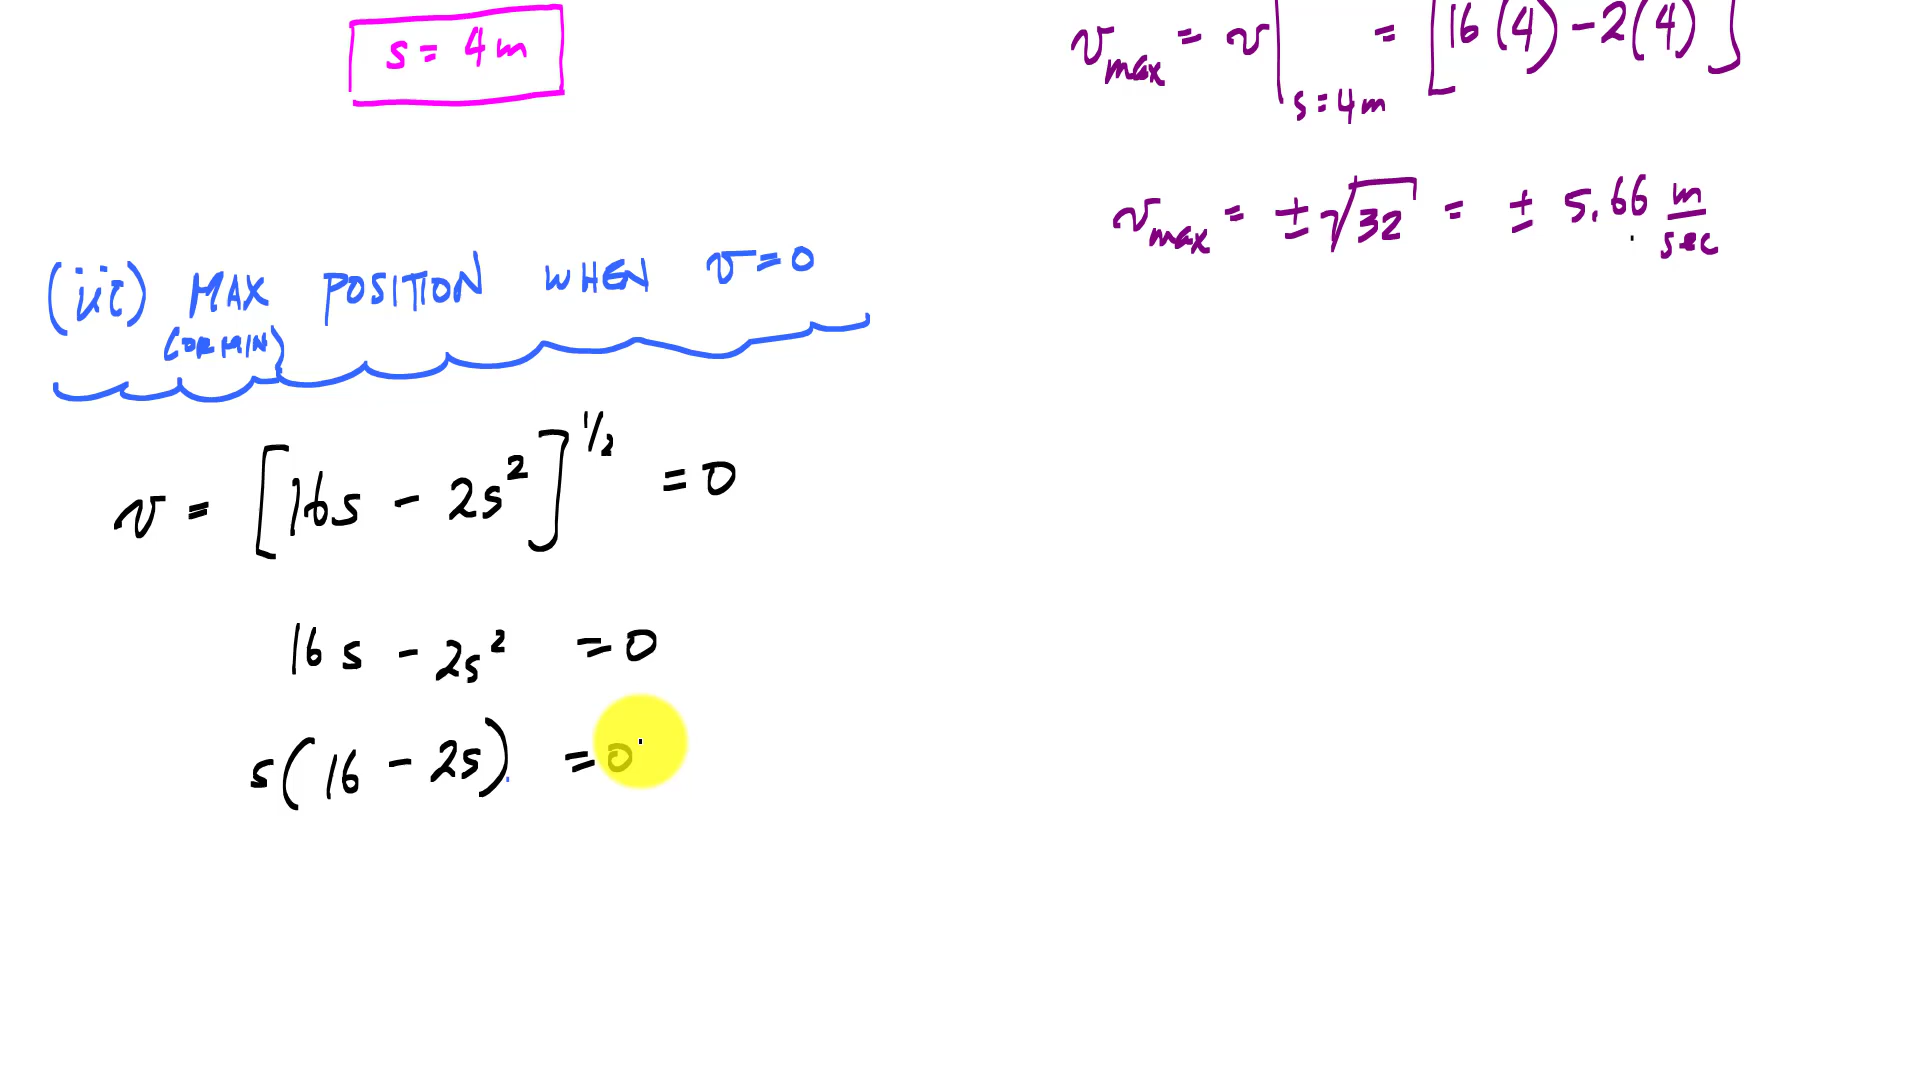 s = 4m
v_max = v|_{s=4m} = [16(4) - 2(4)]
v_max = ±√32 = ± 5.66 m/sec
(iii) MAX POSITION WHEN v=0
(OR MIN)
v = [16s - 2s²]^{1/2} = 0
16s - 2s² = 0
s(16 - 2s) = 0